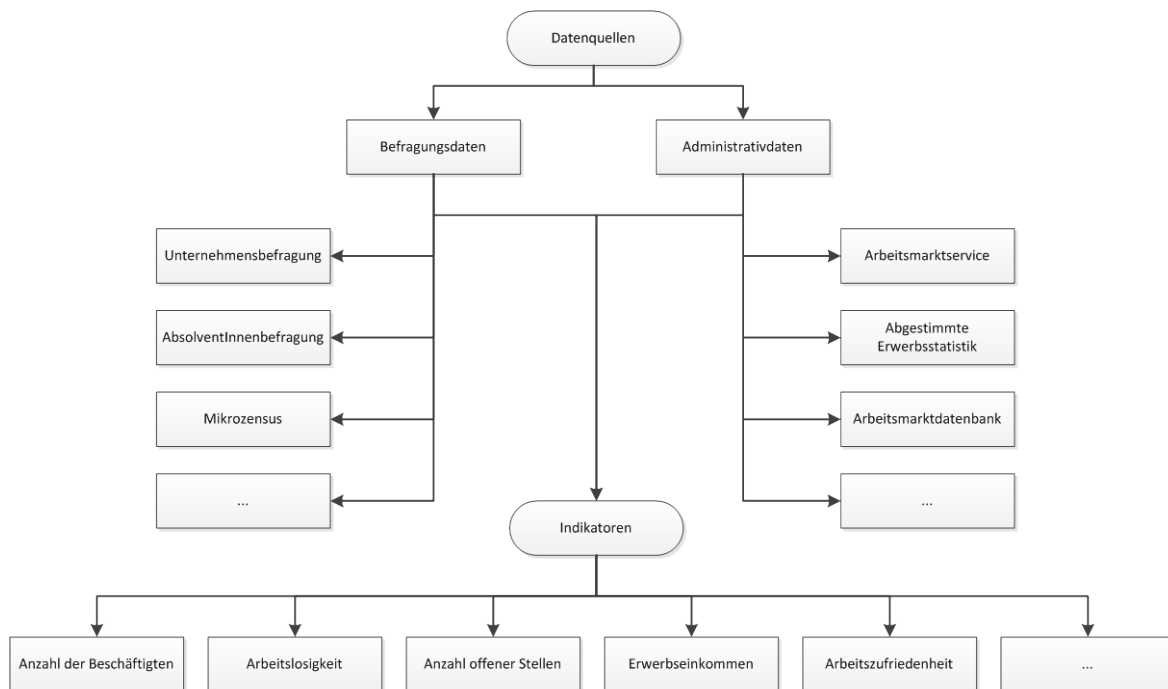 Datenquellen
Befragungsdaten
Administrativdaten
Unternehmensbefragung
Arbeitsmarktservice
AbsolventInnenbefragung
Abgestimmte
Erwerbsstatistik
Mikrozensus
Arbeitsmarktdatenbank
...
...
Indikatoren
Anzahl der Beschäftigten
Arbeitslosigkeit
Anzahl offener Stellen
Erwerbseinkommen
Arbeitszufriedenheit
...